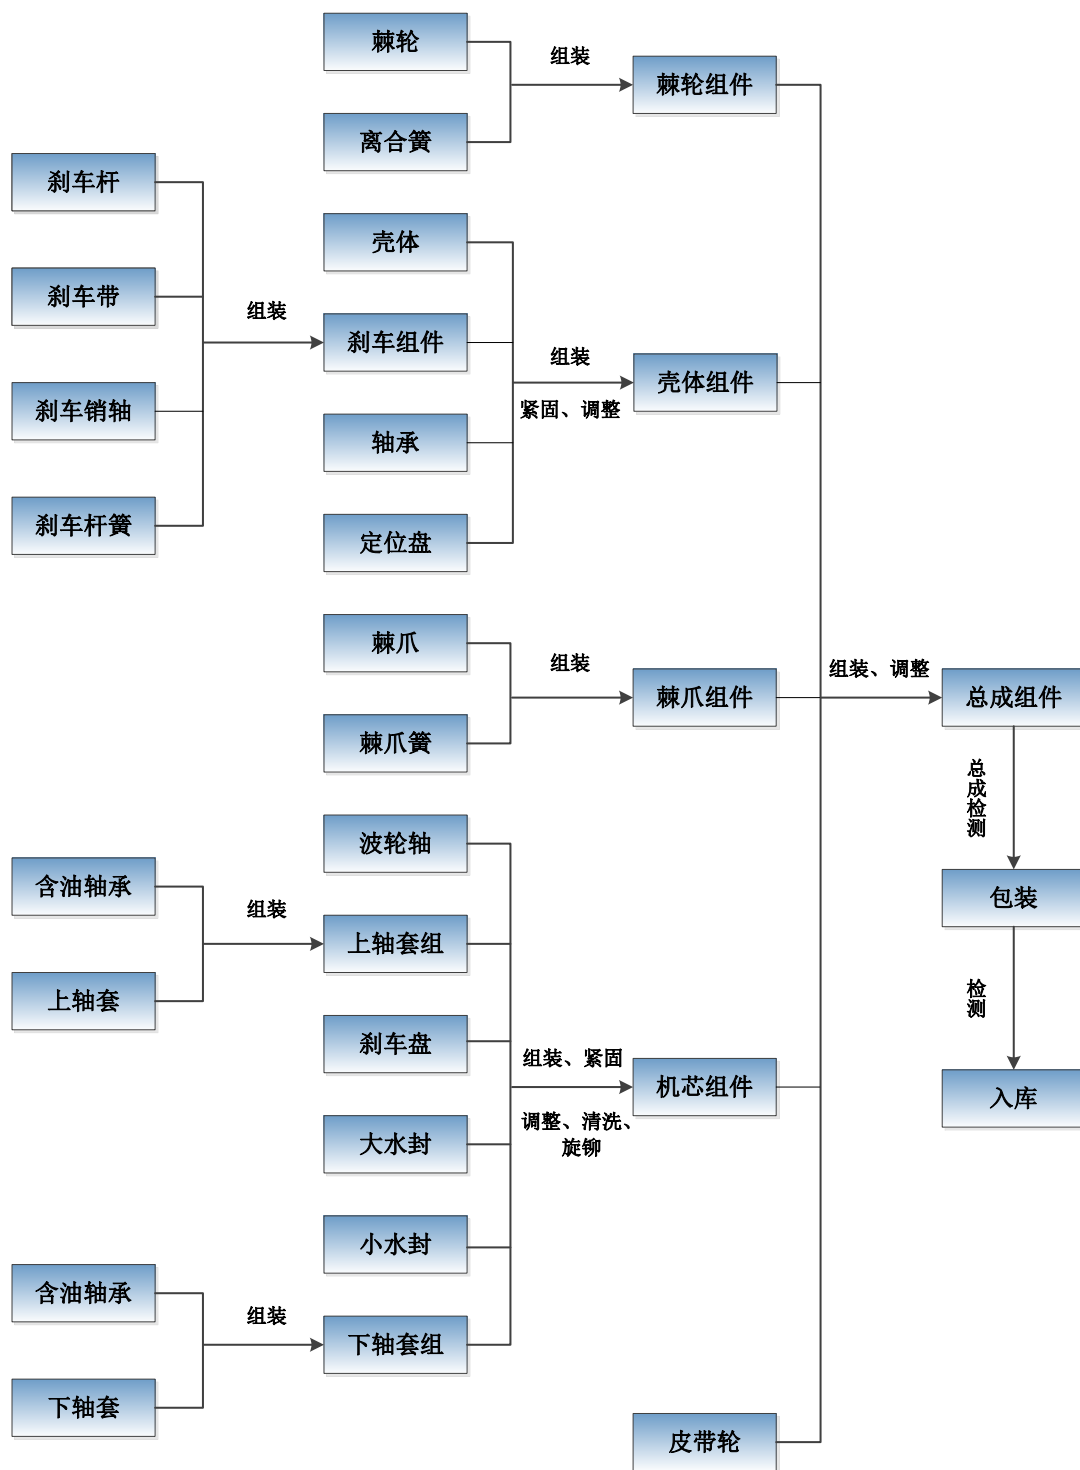 棘轮
组装
棘轮组件
离合簧
刹车杆
壳体
刹车带
组装
刹车组件
组装
壳体组件
刹车销轴
紧固、调整
轴承
刹车杆簧
定位盘
棘爪
组装
组装、调整
棘爪组件
总成组件
棘爪簧
总成检测
波轮轴
含油轴承
组装
包装
上轴套组
上轴套
检测
刹车盘
组装、紧固
机芯组件
入库
调整、清洗、
旋铆
大水封
小水封
含油轴承
组装
下轴套组
下轴套
皮带轮